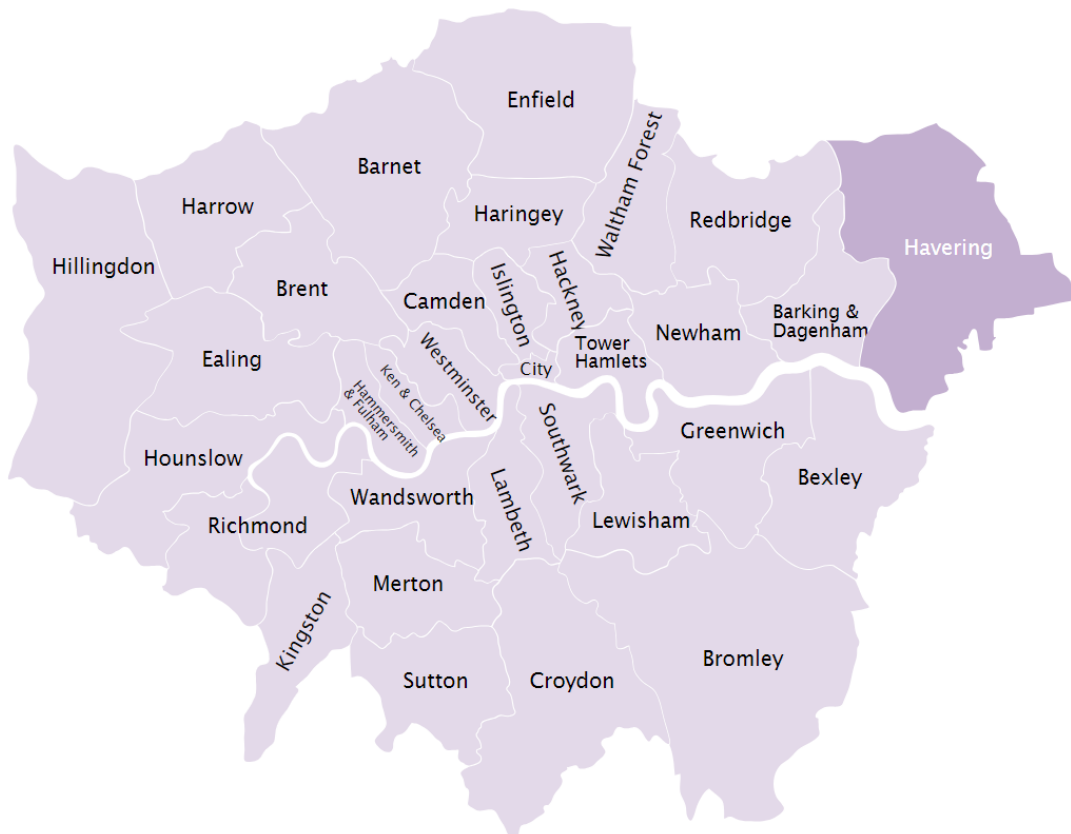 Enfield
Barnet
Waltham Forest
Harrow
Haringey
Redbridge
Havering
Hillingdon
Brent
Camden
Islington
Hackney
Barking &
Dagenham
Newham
Tower
Hamlets
Ealing
Westminster
City
Ken & Chelsea
Hammersmith
& Fulham
Southwark
Greenwich
Hounslow
Bexley
Wandsworth
Lambeth
Richmond
Lewisham
Merton
Kingston
Bromley
Sutton
Croydon